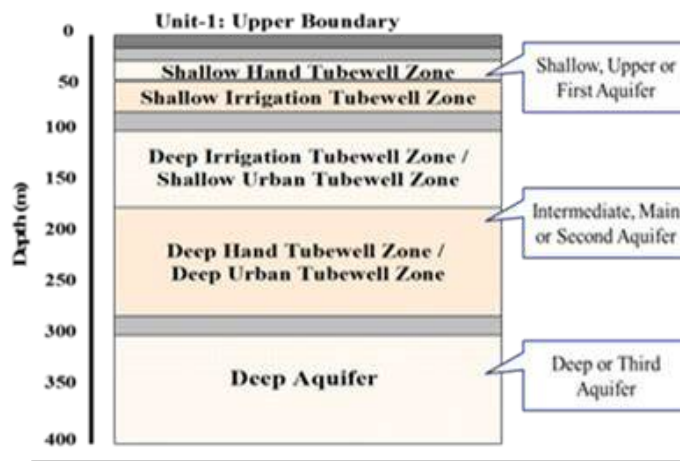 Unit-1: Upper Boundary
0
50
100
150
200
250
300
350
400
Depth (m)
Shallow Hand Tubewell Zone
Shallow Irrigation Tubewell Zone
Deep Irrigation Tubewell Zone /
Shallow Urban Tubewell Zone
Deep Hand Tubewell Zone /
Deep Urban Tubewell Zone
Deep Aquifer
Shallow, Upper or
First Aquifer
Intermediate, Main
or Second Aquifer
Deep or Third
Aquifer